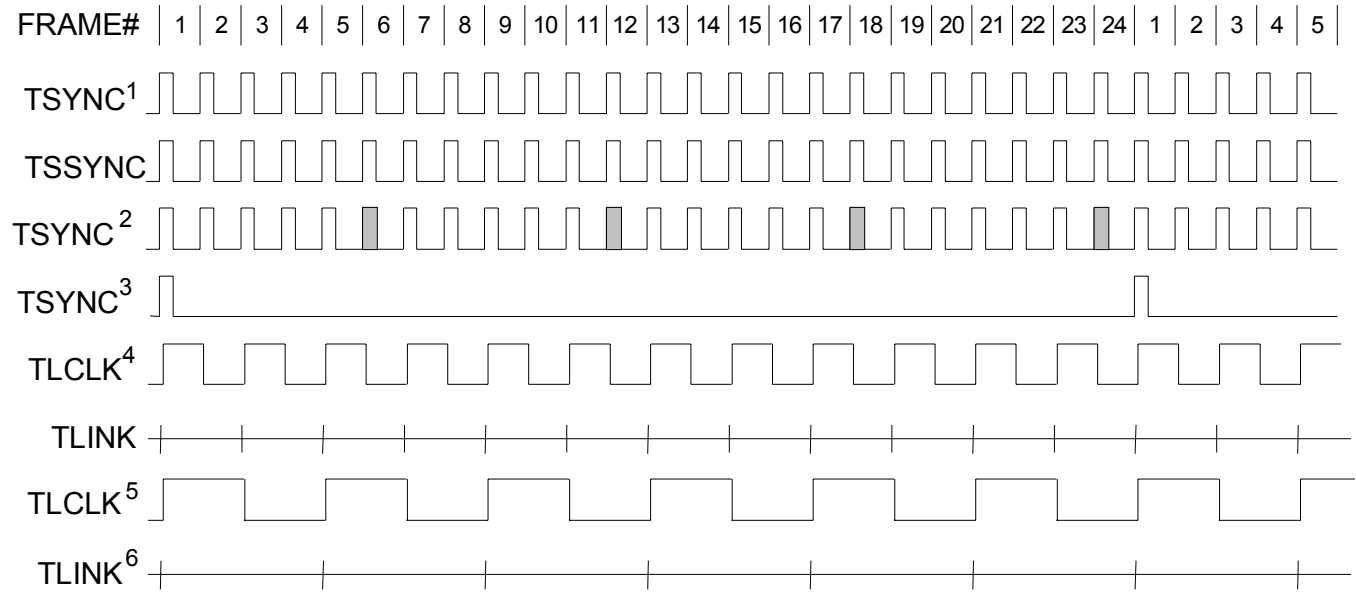 FRAME# 1 2 3 4 5 6 7 8 9 10 11 12 13 14 15 16 17 18 19 20 21 22 23 24 1 2 3 4 5
TSYNC1
TSSYNC
TSYNC2
TSYNC3
TLCLK4
TLINK
TLCLK5
TLINK6